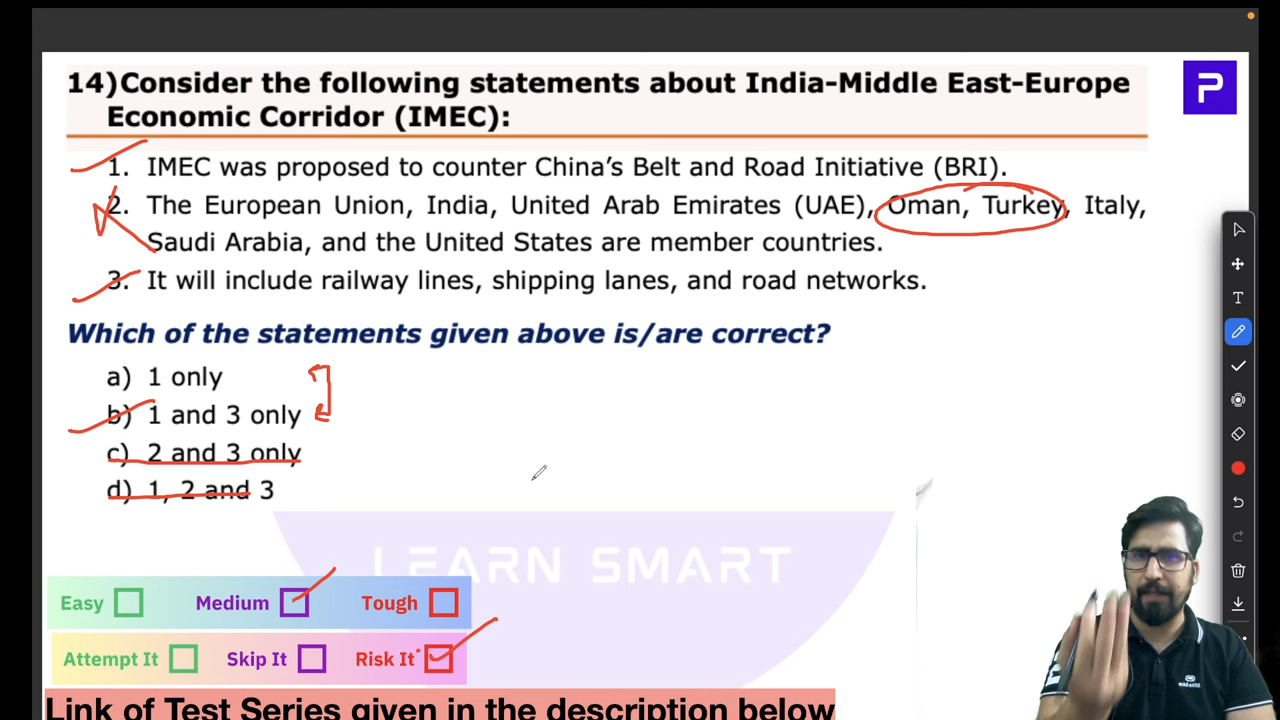 14)Consider the following statements about India-Middle East-Europe
Economic Corridor (IMEC):
1. IMEC was proposed to counter China's Belt and Road Initiative (BRI).
2. The European Union, India, United Arab Emirates (UAE), Oman, Turkey, Italy,
Saudi Arabia, and the United States are member countries.
3. It will include railway lines, shipping lanes, and road networks.
Which of the statements given above is/are correct?
a) 1 only
b) 1 and 3 only
c) 2 and 3 only
d) 1, 2 and 3
LEARN SMART
Easy Medium Tough
Attempt It Skip It Risk It
Link of Test Series given in the description below